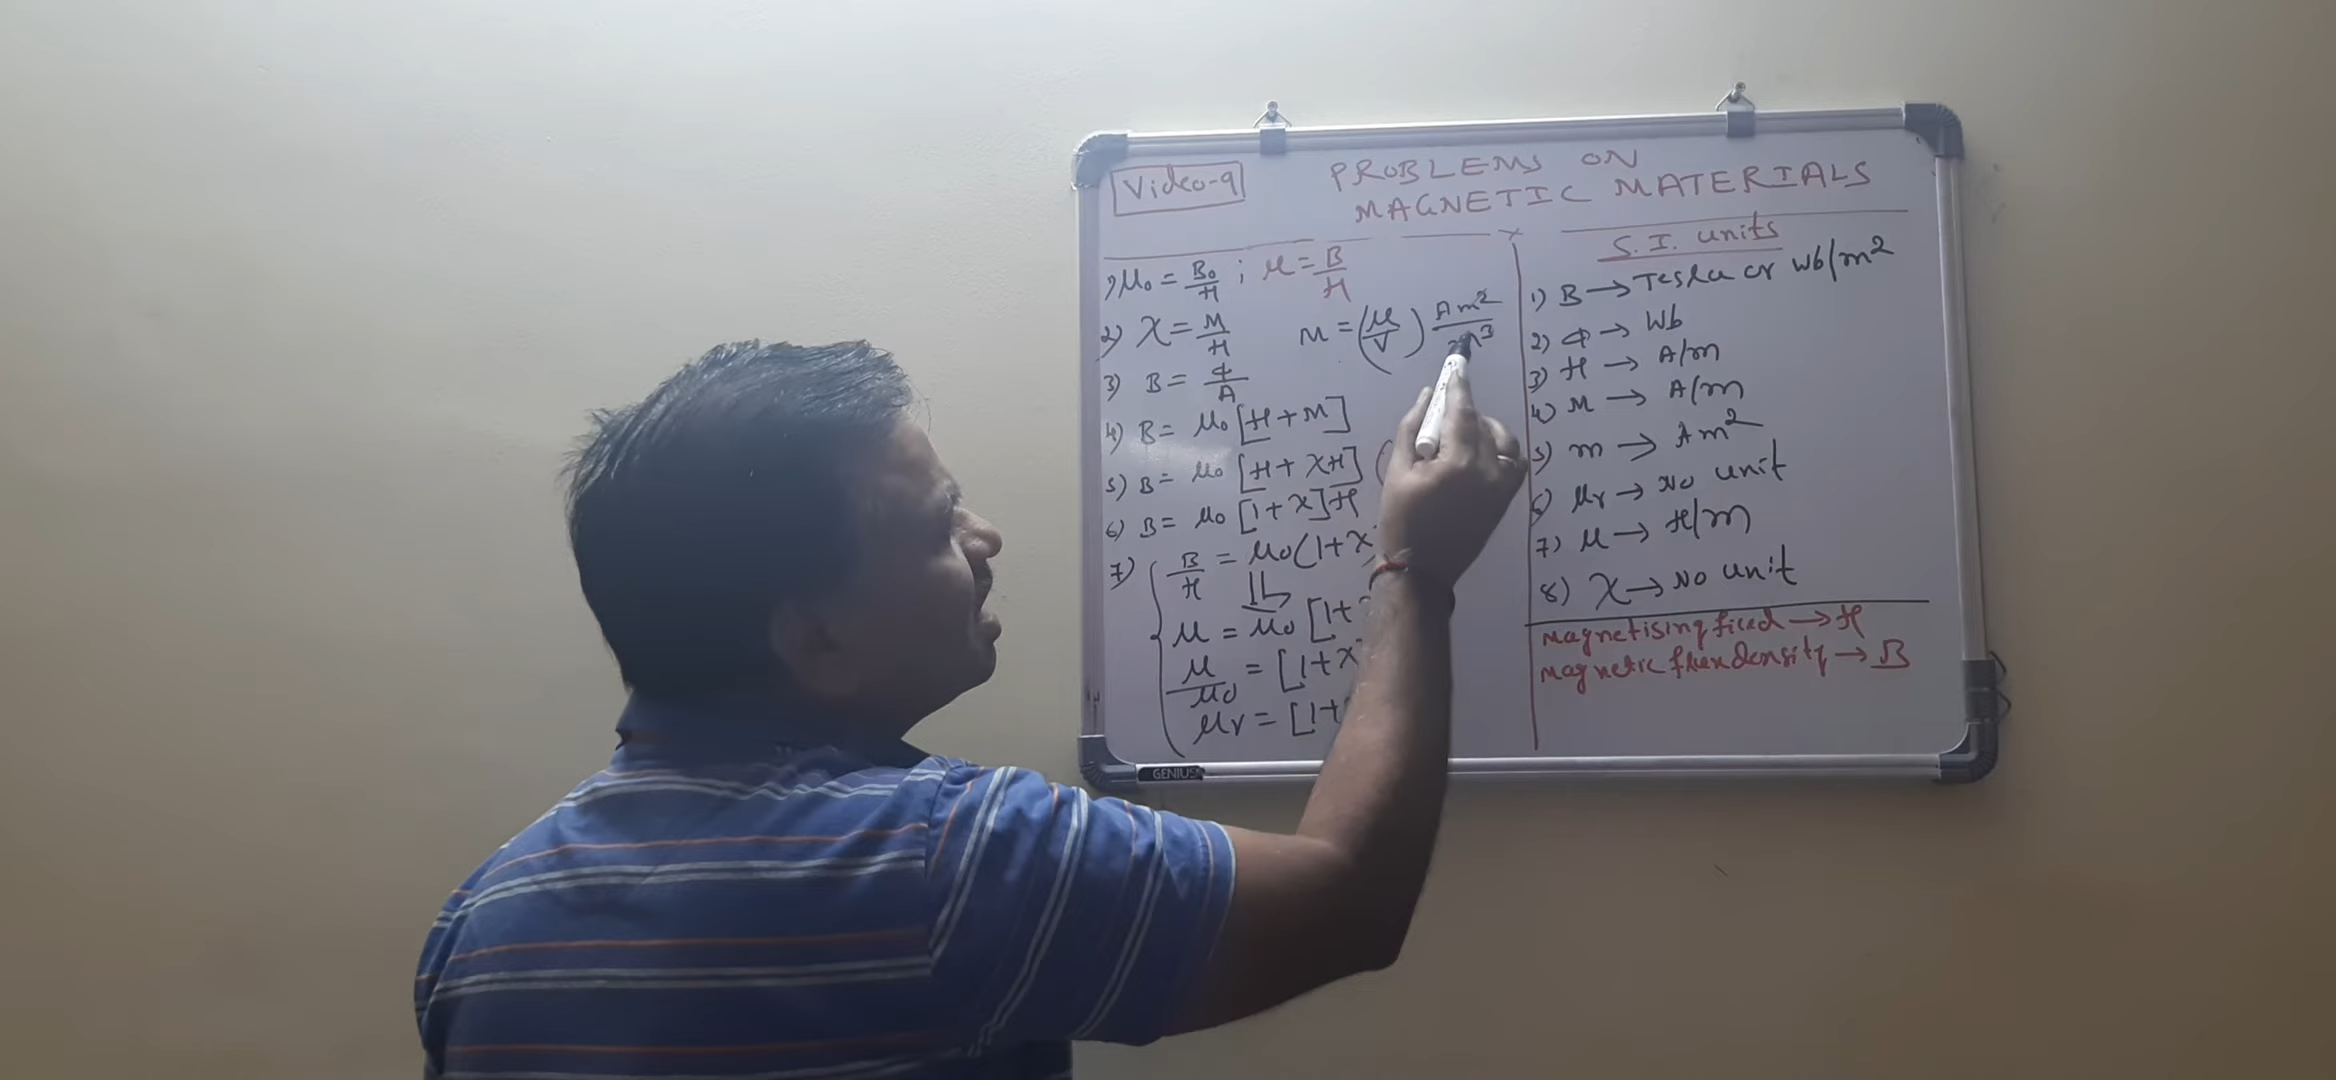 Video-9
PROBLEMS ON
MAGNETIC MATERIALS
1) μ₀ = B₀/H ; μ = B/H
2) χ = M/H
M = (μ/V) Am²/m³
3) B = Φ/A
4) B = μ₀ [H + M]
5) B = μ₀ [H + χH]
6) B = μ₀ [1 + χ] H
7) B/H = μ₀ (1 + χ
μ = μ₀ [1 +
μ/μ₀ = [1 + χ
μr = [1 +
GENIUS
S.I. units
1) B → Tesla or Wb/m²
2) Φ → Wb
3) H → A/m
4) M → A/m
5) m → Am²
6) μr → No unit
7) μ → H/m
8) χ → No unit
Magnetising field → H
Magnetic flux density → B